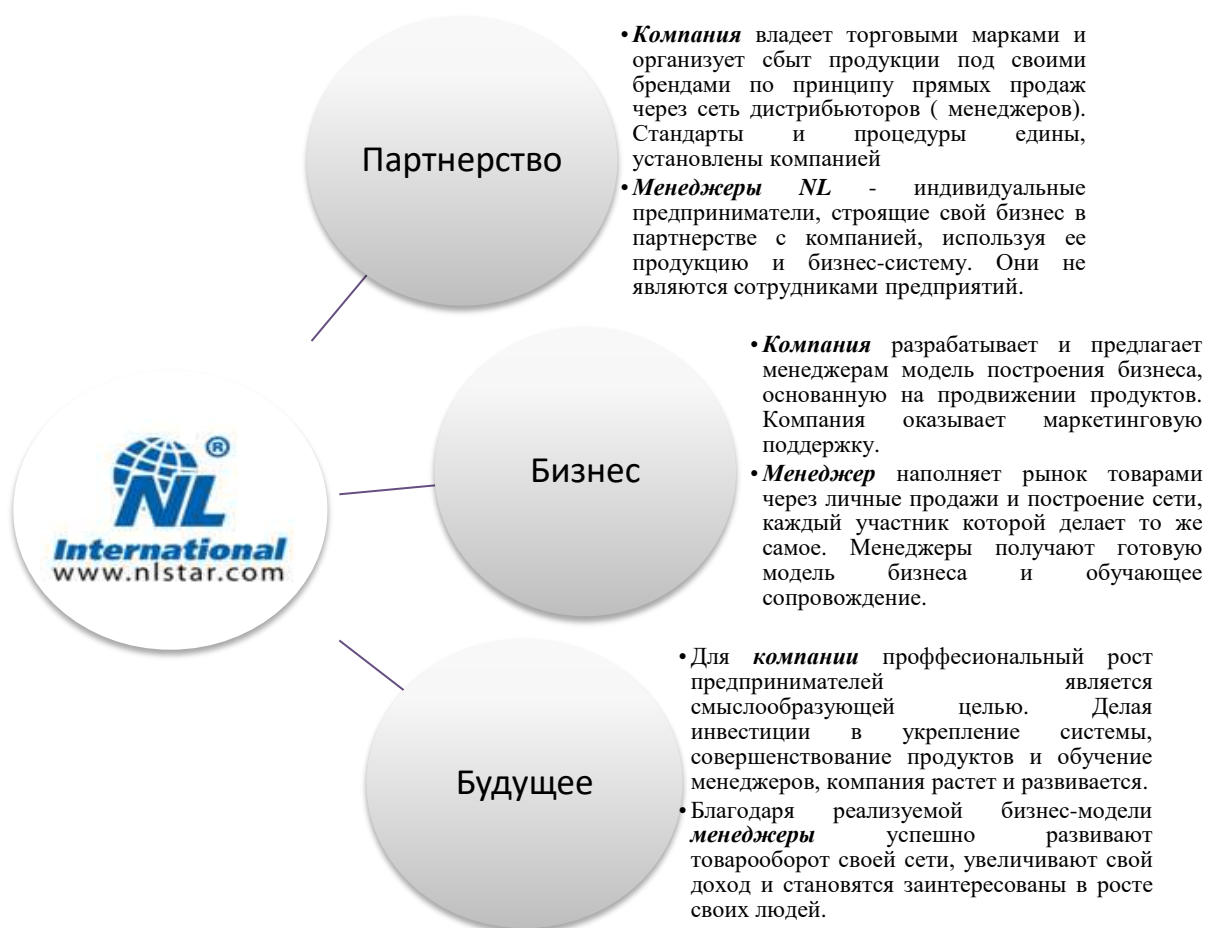 Партнерство
•Компания владеет торговыми марками и
организует сбыт продукции под своими
брендами по принципу прямых продаж
через сеть дистрибьюторов ( менеджеров).
Стандарты и процедуры едины,
установлены компанией
•Менеджеры NL - индивидуальные
предприниматели, строящие свой бизнес в
партнерстве с компанией, используя ее
продукцию и бизнес-систему. Они не
являются сотрудниками предприятий.
NL ®
International
www.nlstar.com
Бизнес
•Компания разрабатывает и предлагает
менеджерам модель построения бизнеса,
основанную на продвижении продуктов.
Компания оказывает маркетинговую
поддержку.
•Менеджер наполняет рынок товарами
через личные продажи и построение сети,
каждый участник которой делает то же
самое. Менеджеры получают готовую
модель бизнеса и обучающее
сопровождение.
Будущее
•Для компании проффесиональный рост
предпринимателей является
смыслообразующей целью. Делая
инвестиции в укрепление системы,
совершенствование продуктов и обучение
менеджеров, компания растет и развивается.
•Благодаря реализуемой бизнес-модели
менеджеры успешно развивают
товарооборот своей сети, увеличивают свой
доход и становятся заинтересованы в росте
своих людей.